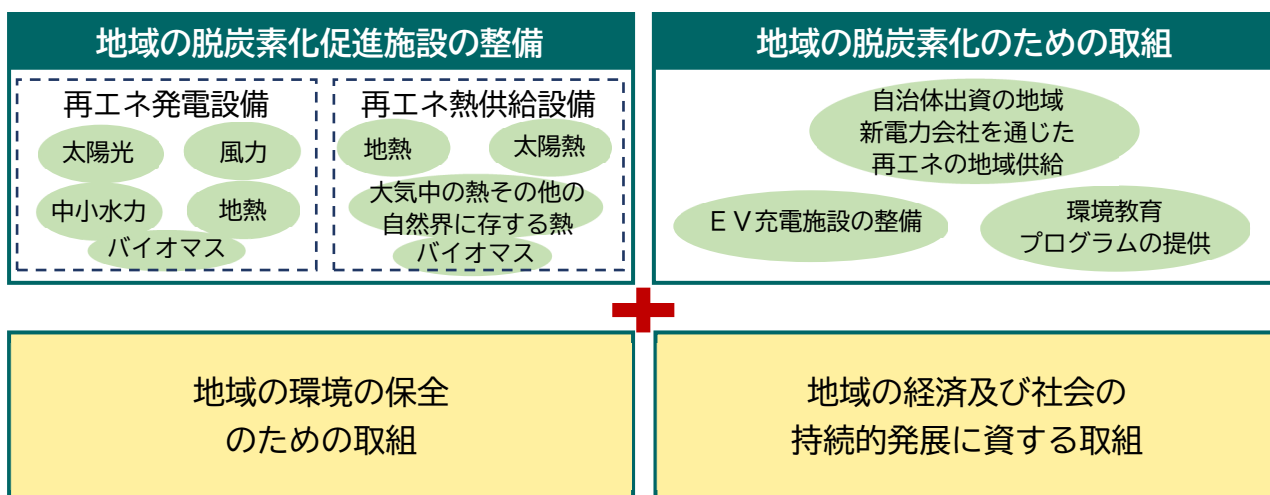 地域の脱炭素化促進施設の整備
再エネ発電設備
太陽光
風力
中小水力
地熱
バイオマス
再エネ熱供給設備
地熱
太陽熱
大気中の熱その他の
自然界に存する熱
バイオマス
地域の脱炭素化のための取組
自治体出資の地域
新電力会社を通じた
再エネの地域供給
ＥＶ充電施設の整備
環境教育
プログラムの提供
地域の環境の保全
のための取組
地域の経済及び社会の
持続的発展に資する取組